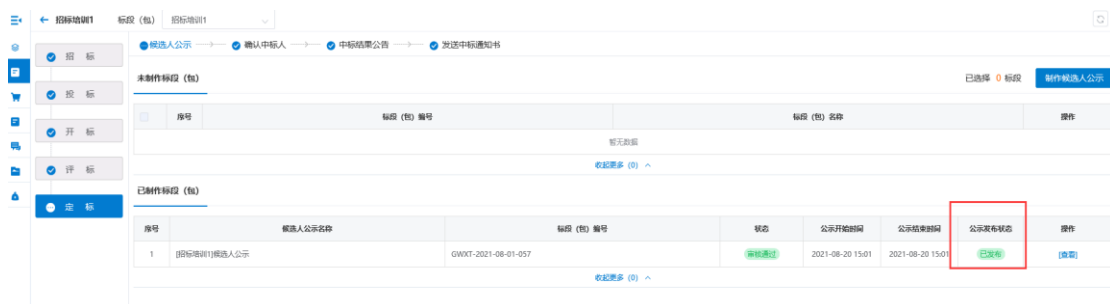 招标培训1 标段（包） 招标培训1
候选人公示 确认中标人 中标结果公告 发送中标通知书
招 标
投 标
开 标
评 标
定 标
未制作标段（包） 已选择 0 标段 制作候选人公示
序号 标段（包）编号 标段（包）名称 操作
暂无数据
收起更多（0）
已制作标段（包）
序号 候选人公示名称 标段（包）编号 状态 公示开始时间 公示结束时间 公示发布状态 操作
1 [招标培训1]候选人公示 GWXT-2021-08-01-057 审核通过 2021-08-20 15:01 2021-08-20 15:01 已发布 [查看]
收起更多（0）